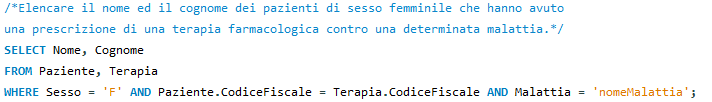 /*Elencare il nome ed il cognome dei pazienti di sesso femminile che hanno avuto
una prescrizione di una terapia farmacologica contro una determinata malattia.*/
SELECT Nome, Cognome
FROM Paziente, Terapia
WHERE Sesso = 'F' AND Paziente.CodiceFiscale = Terapia.CodiceFiscale AND Malattia = 'nomeMalattia';